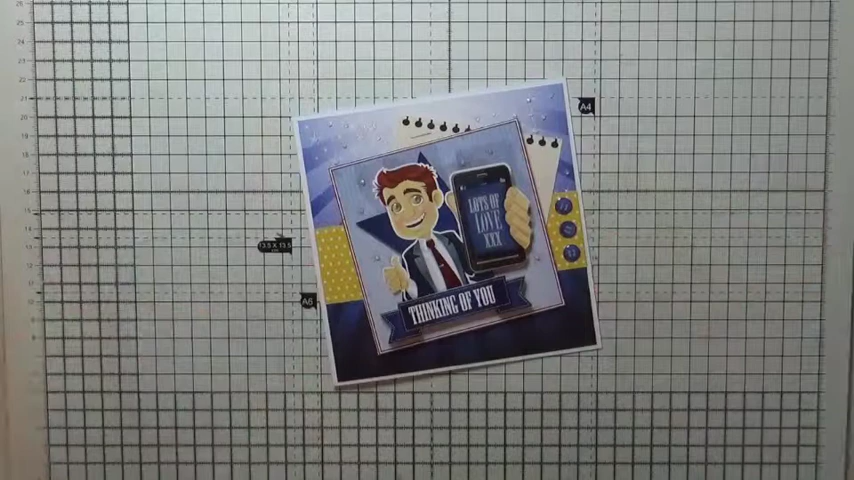 A4
LOTS OF
LOVE
XXX
13.5 X 13.5
A6
THINKING OF YOU